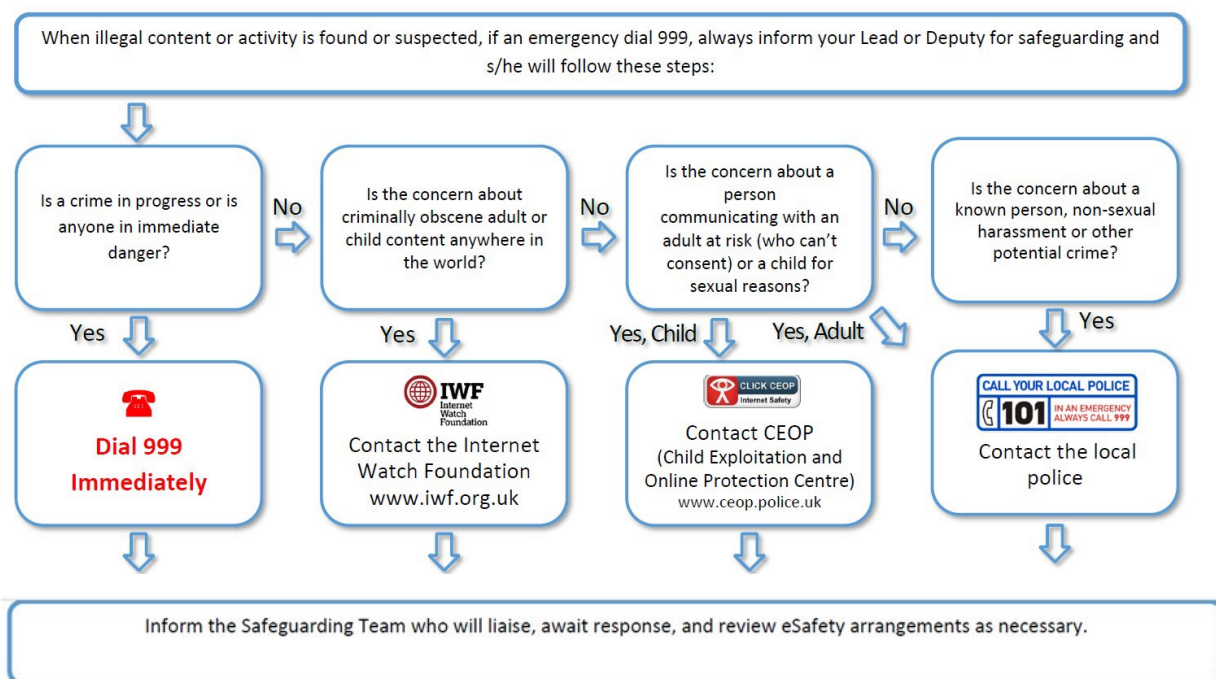 When illegal content or activity is found or suspected, if an emergency dial 999, always inform your Lead or Deputy for safeguarding and
s/he will follow these steps:
Is a crime in progress or is
anyone in immediate
danger?
No
Is the concern about
criminally obscene adult or
child content anywhere in
the world?
No
Is the concern about a
person
communicating with an
adult at risk (who can't
consent) or a child for
sexual reasons?
No
Is the concern about a
known person, non-sexual
harassment or other
potential crime?
Yes
Yes
Yes, Child
Yes, Adult
Yes
Dial 999
Immediately
IWF
Internet
Watch
Foundation
Contact the Internet
Watch Foundation
www.iwf.org.uk
CLICK CEOP
Internet Safety
Contact CEOP
(Child Exploitation and
Online Protection Centre)
www.ceop.police.uk
CALL YOUR LOCAL POLICE
101
IN AN EMERGENCY
ALWAYS CALL 999
Contact the local
police
Inform the Safeguarding Team who will liaise, await response, and review eSafety arrangements as necessary.